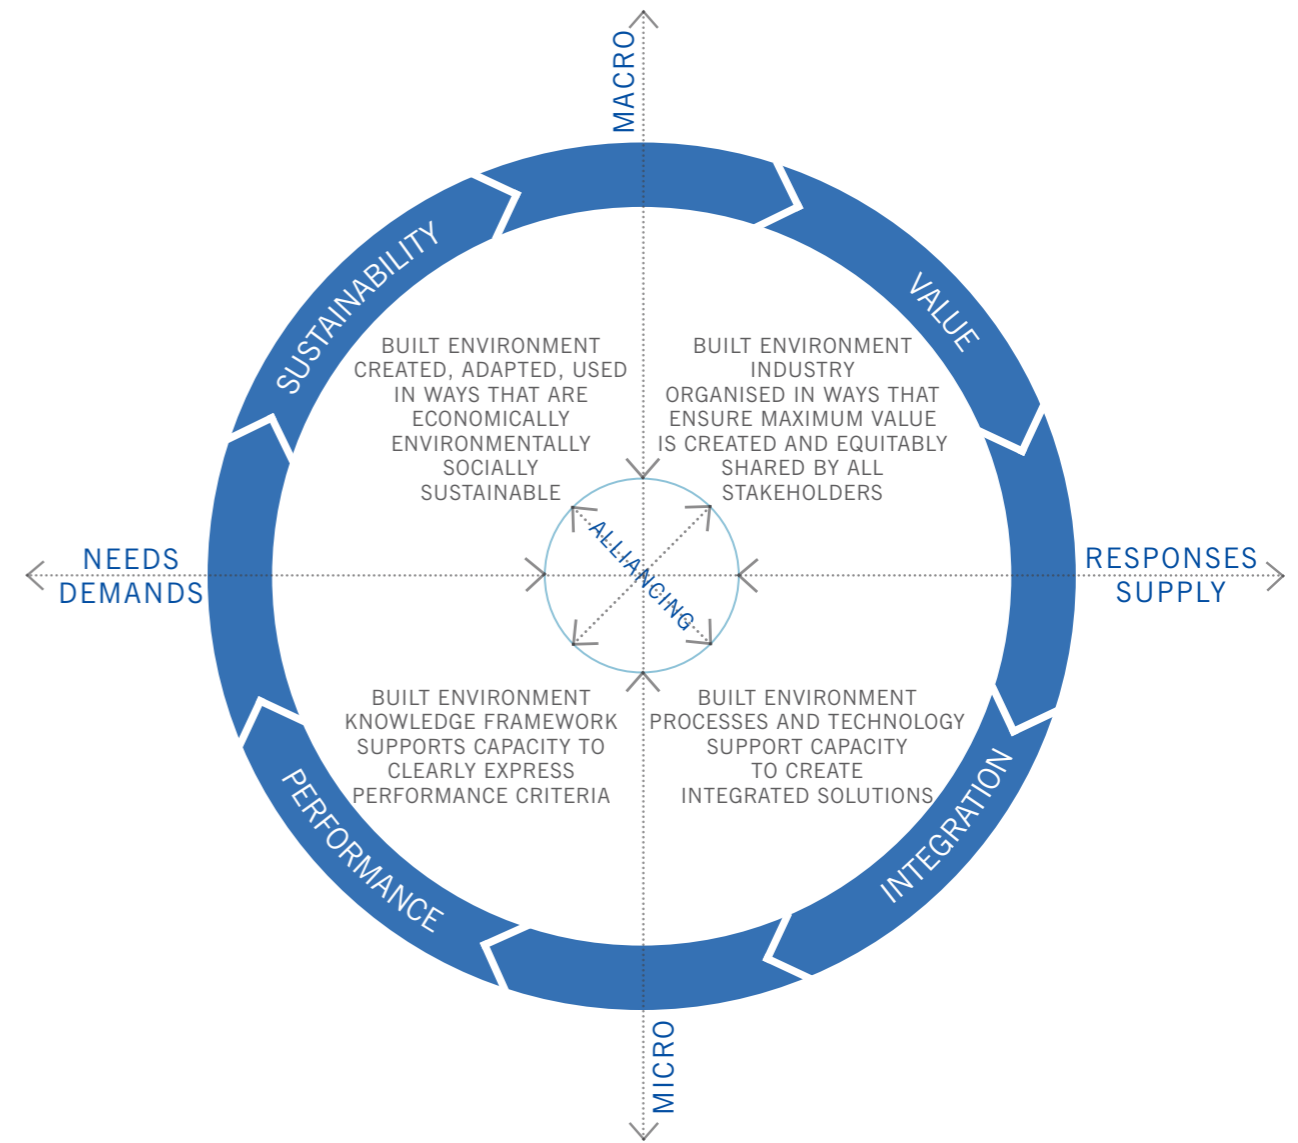 MACRO
SUSTAINABILITY
VALUE
BUILT ENVIRONMENT
CREATED, ADAPTED, USED
IN WAYS THAT ARE
ECONOMICALLY
ENVIRONMENTALLY
SOCIALLY
SUSTAINABLE
BUILT ENVIRONMENT
INDUSTRY
ORGANISED IN WAYS THAT
ENSURE MAXIMUM VALUE
IS CREATED AND EQUITABLY
SHARED BY ALL
STAKEHOLDERS
NEEDS
DEMANDS
ALLIANCING
RESPONSES
SUPPLY
BUILT ENVIRONMENT
KNOWLEDGE FRAMEWORK
SUPPORTS CAPACITY TO
CLEARLY EXPRESS
PERFORMANCE CRITERIA
BUILT ENVIRONMENT
PROCESSES AND TECHNOLOGY
SUPPORT CAPACITY
TO CREATE
INTEGRATED SOLUTIONS
PERFORMANCE
INTEGRATION
MICRO